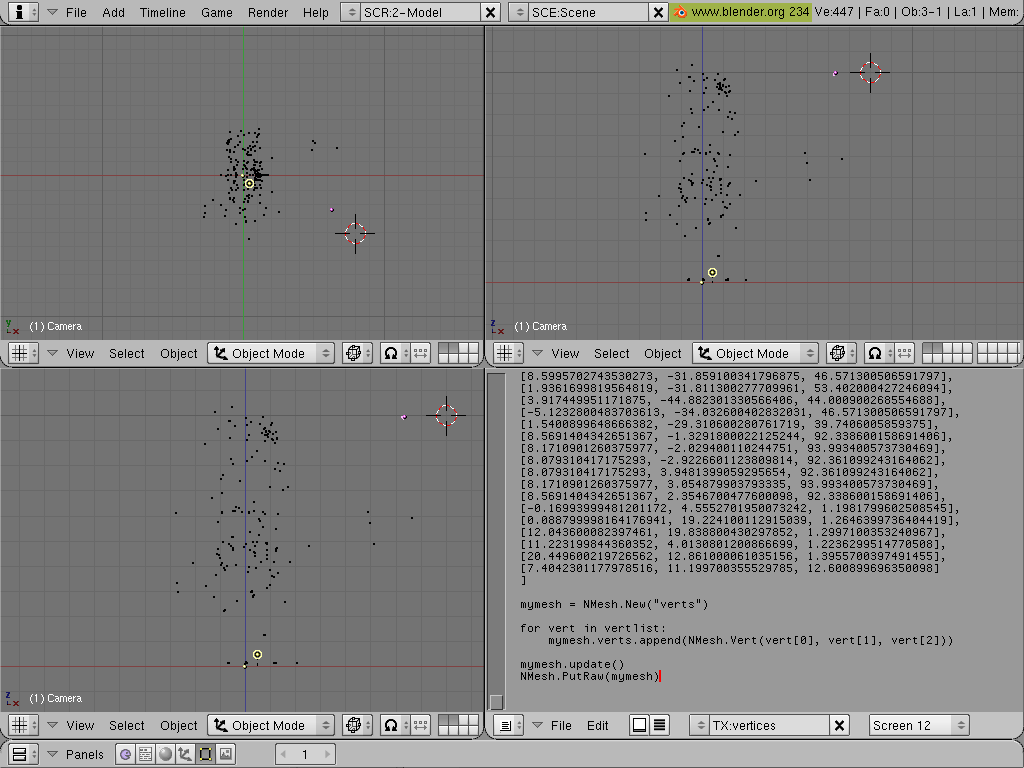 File Add Timeline Game Render Help SCR:2-Model SCE:Scene www.blender.org 234 Ve:447 | Fa:0 | Ob:3-1 | La:1 | Mem:
Y
X
(1) Camera
Z
X
(1) Camera
View Select Object Object Mode
View Select Object Object Mode
[8.5995702743530273, -31.859100341796875, 46.571300506591797],
[1.9361699819564819, -31.811300277709961, 53.402000427246094],
[3.917449951171875, -44.882301330566406, 44.000900268554688],
[-5.1232800483703613, -34.032600402832031, 46.571300506591797],
[1.5400899648666382, -29.310600280761719, 39.74060058593​75],
[8.5691404342651367, -1.3291800022125244, 92.338600158691406],
[8.1710901260375977, -2.029400110244751, 93.993400573730469],
[8.0793104171752​93, -2.9226601123809814, 92.361099243164062],
[8.079310417175293, 3.9481399059295654, 92.361099243164062],
[8.1710901260375977, 3.054879903793335, 93.993400573730469],
[8.5691404342651367, 2.3546700477600098, 92.338600158691406],
[-0.16993999481201172, 4.5552701950073242, 1.1981799602508545],
[0.088799998164176941, 19.224100112915039, 1.2646399736404419],
[12.043600082397461, 19.838800430297852, 1.2997100353240967],
[11.223199844360352, 4.0130801200866699, 1.2236299514770508],
[20.449600219726562, 12.861000061035156, 1.3955700397491455],
[7.4042301177978516, 11.199700355529785, 12.600899696350098]
]
mymesh = NMesh.New("verts")
for vert in vertlist:
mymesh.verts.append(NMesh.Vert(vert[0], vert[1], vert[2]))
mymesh.update()
NMesh.PutRaw(mymesh)
Z
X
(1) Camera
View Select Object Object Mode
File Edit TX:vertices Screen 12
Panels 1